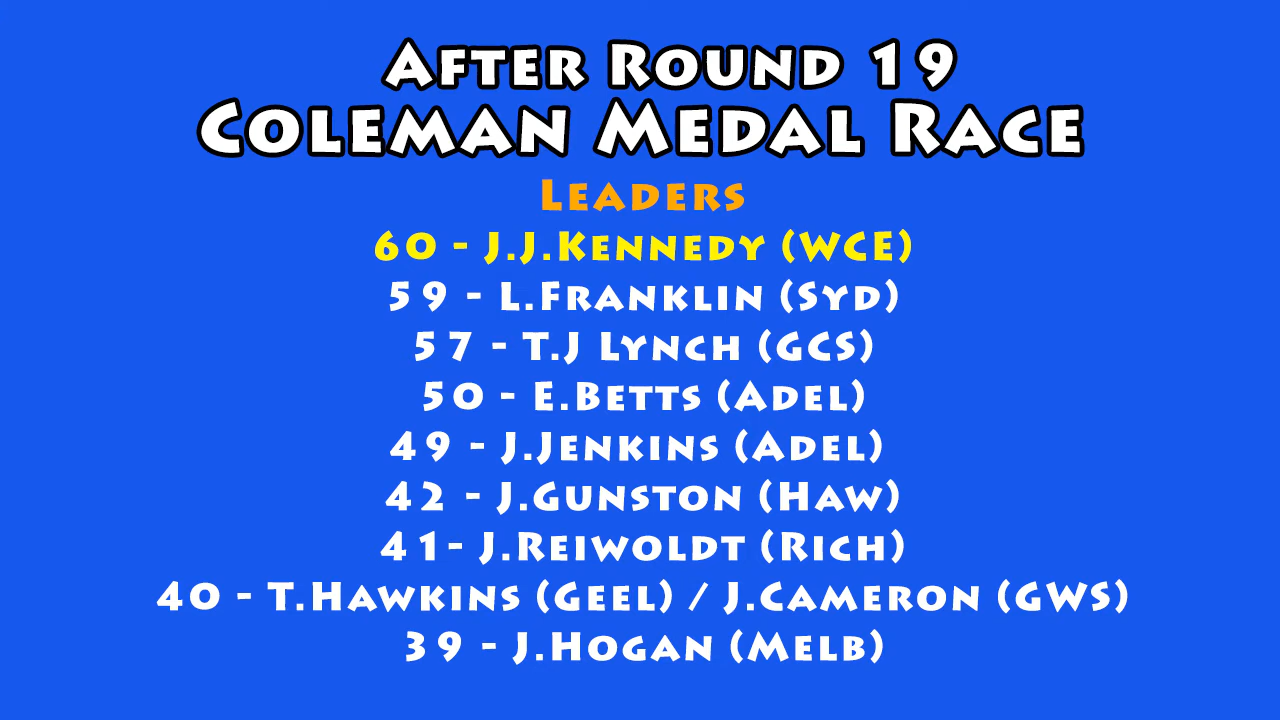 After Round 19
Coleman Medal Race
Leaders
60 - J.J.Kennedy (WCE)
59 - L.Franklin (Syd)
57 - T.J Lynch (GCS)
50 - E.Betts (Adel)
49 - J.Jenkins (Adel)
42 - J.Gunston (Haw)
41- J.Reiwoldt (Rich)
40 - T.Hawkins (Geel) / J.Cameron (GWS)
39 - J.Hogan (Melb)